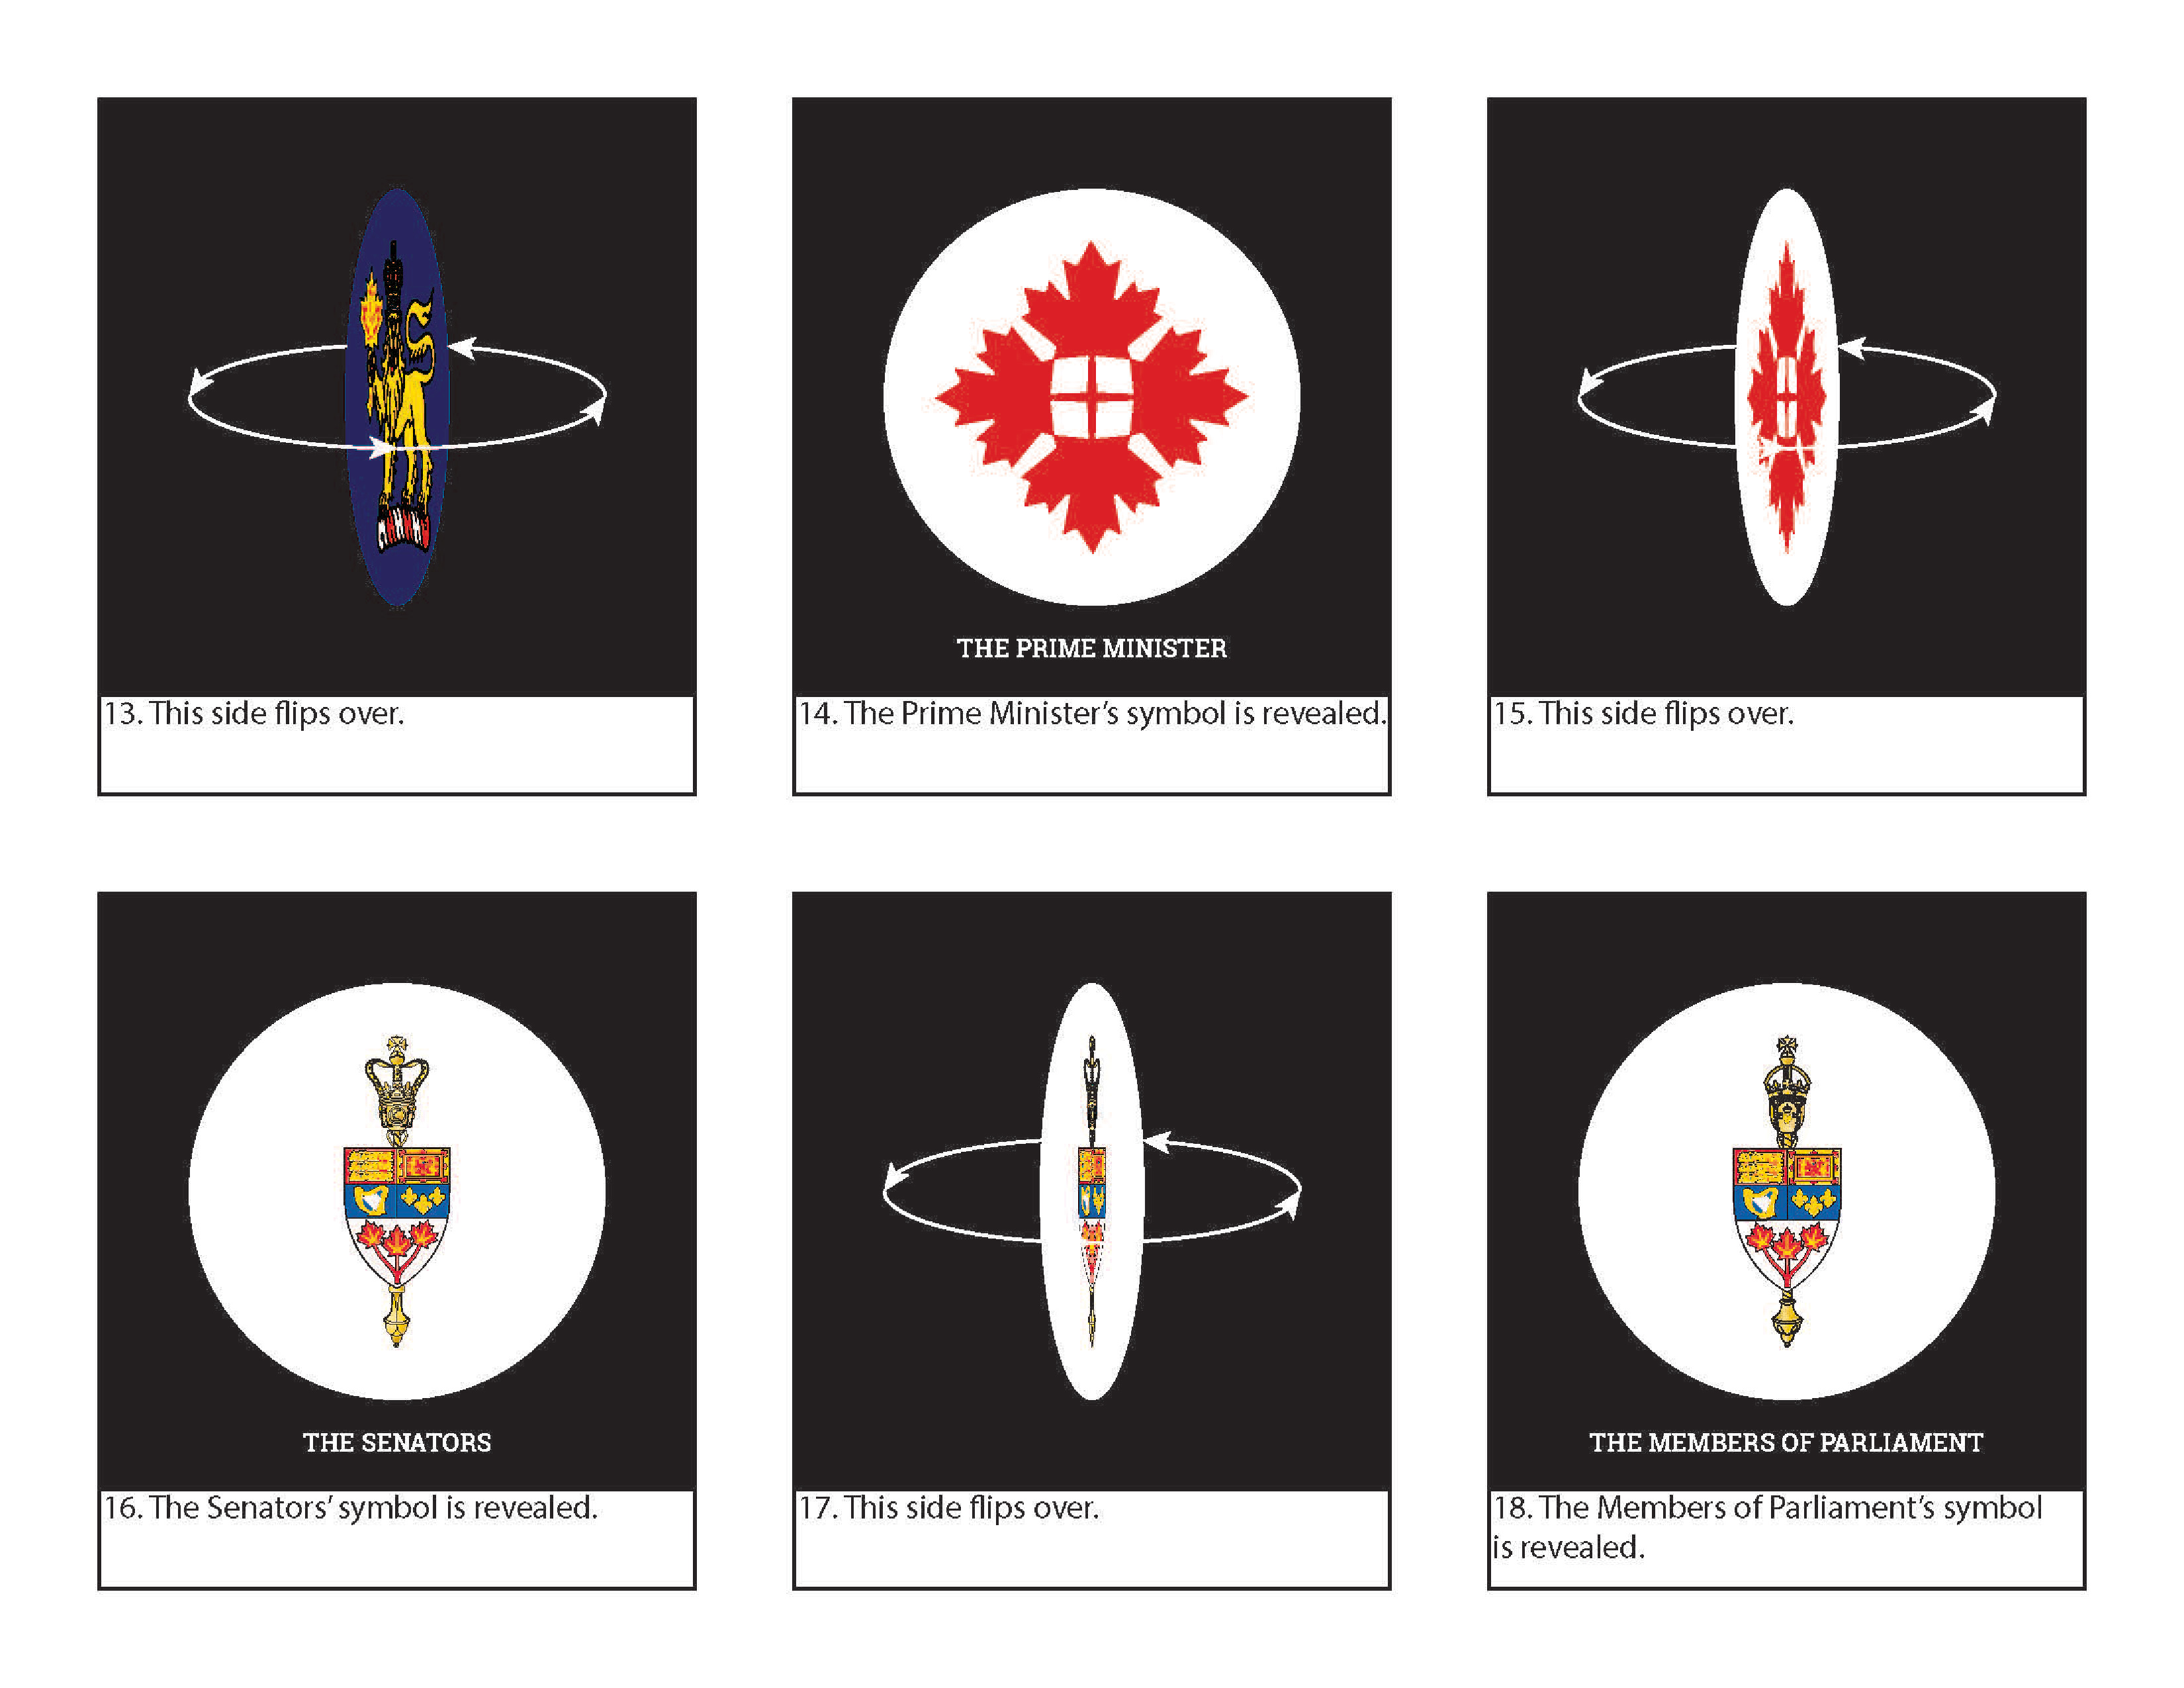 13. This side flips over.
THE PRIME MINISTER
14. The Prime Minister’s symbol is revealed.
15. This side flips over.
THE SENATORS
16. The Senators’ symbol is revealed.
17. This side flips over.
THE MEMBERS OF PARLIAMENT
18. The Members of Parliament’s symbol
is revealed.